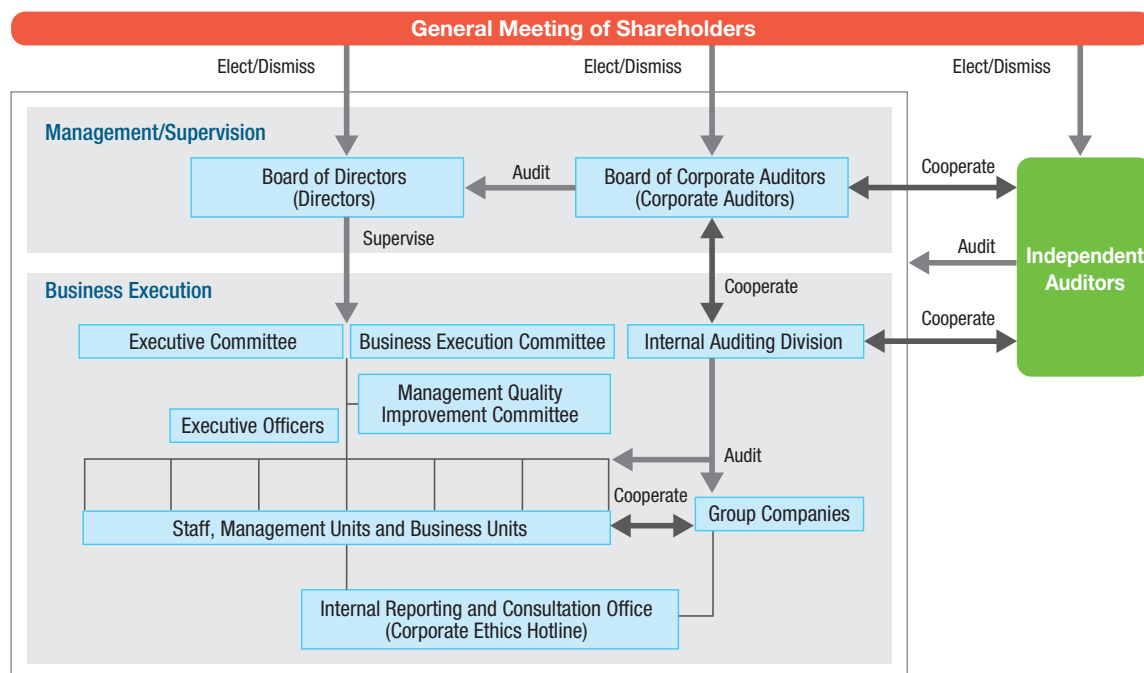 General Meeting of Shareholders
Elect/Dismiss
Elect/Dismiss
Elect/Dismiss
Management/Supervision
Board of Directors
(Directors)
Audit
Board of Corporate Auditors
(Corporate Auditors)
Cooperate
Supervise
Audit
Independent
Auditors
Business Execution
Cooperate
Cooperate
Executive Committee
Business Execution Committee
Internal Auditing Division
Management Quality
Improvement Committee
Executive Officers
Audit
Cooperate
Staff, Management Units and Business Units
Group Companies
Internal Reporting and Consultation Office
(Corporate Ethics Hotline)